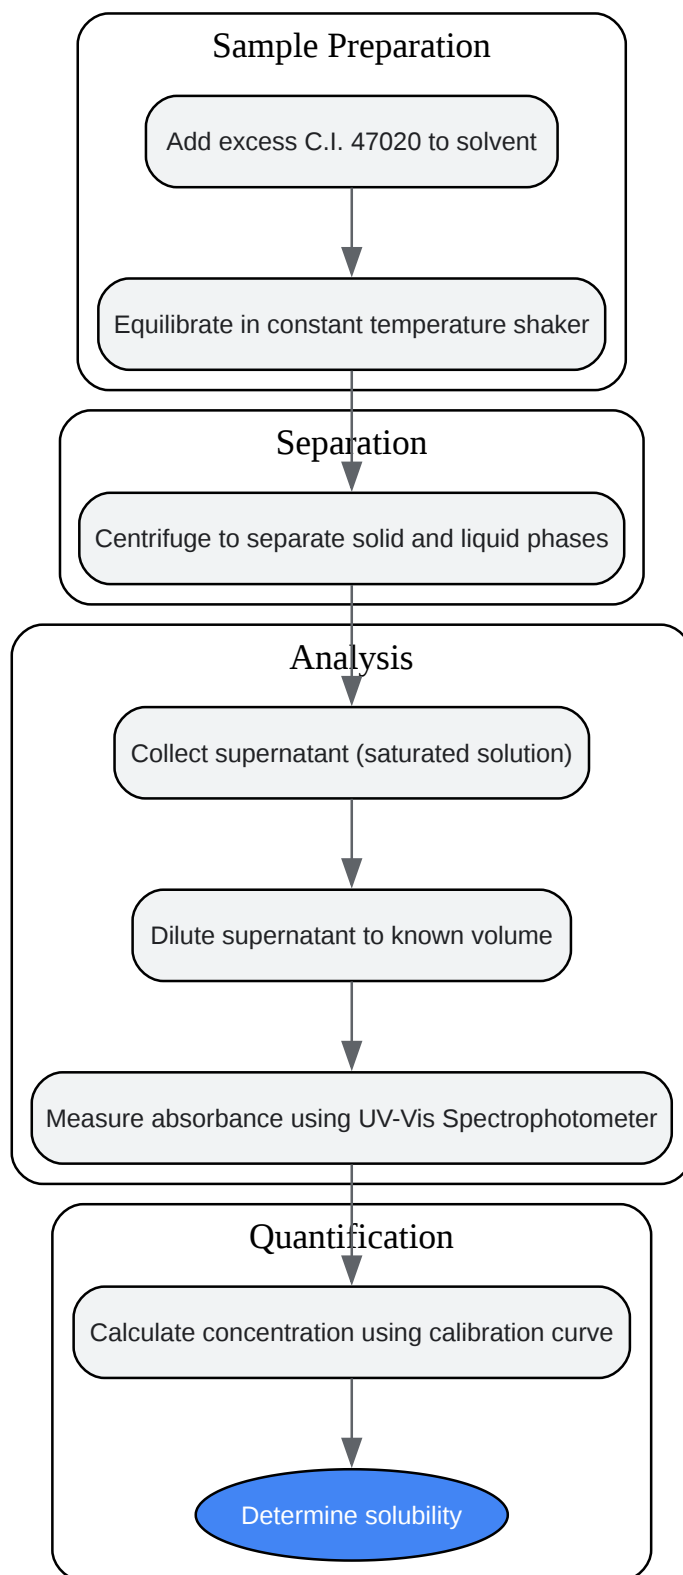 Sample Preparation
Add excess C.I. 47020 to solvent
Equilibrate in constant temperature shaker
Separation
Centrifuge to separate solid and liquid phases
Analysis
Collect supernatant (saturated solution)
Dilute supernatant to known volume
Measure absorbance using UV-Vis Spectrophotometer
Quantification
Calculate concentration using calibration curve
Determine solubility